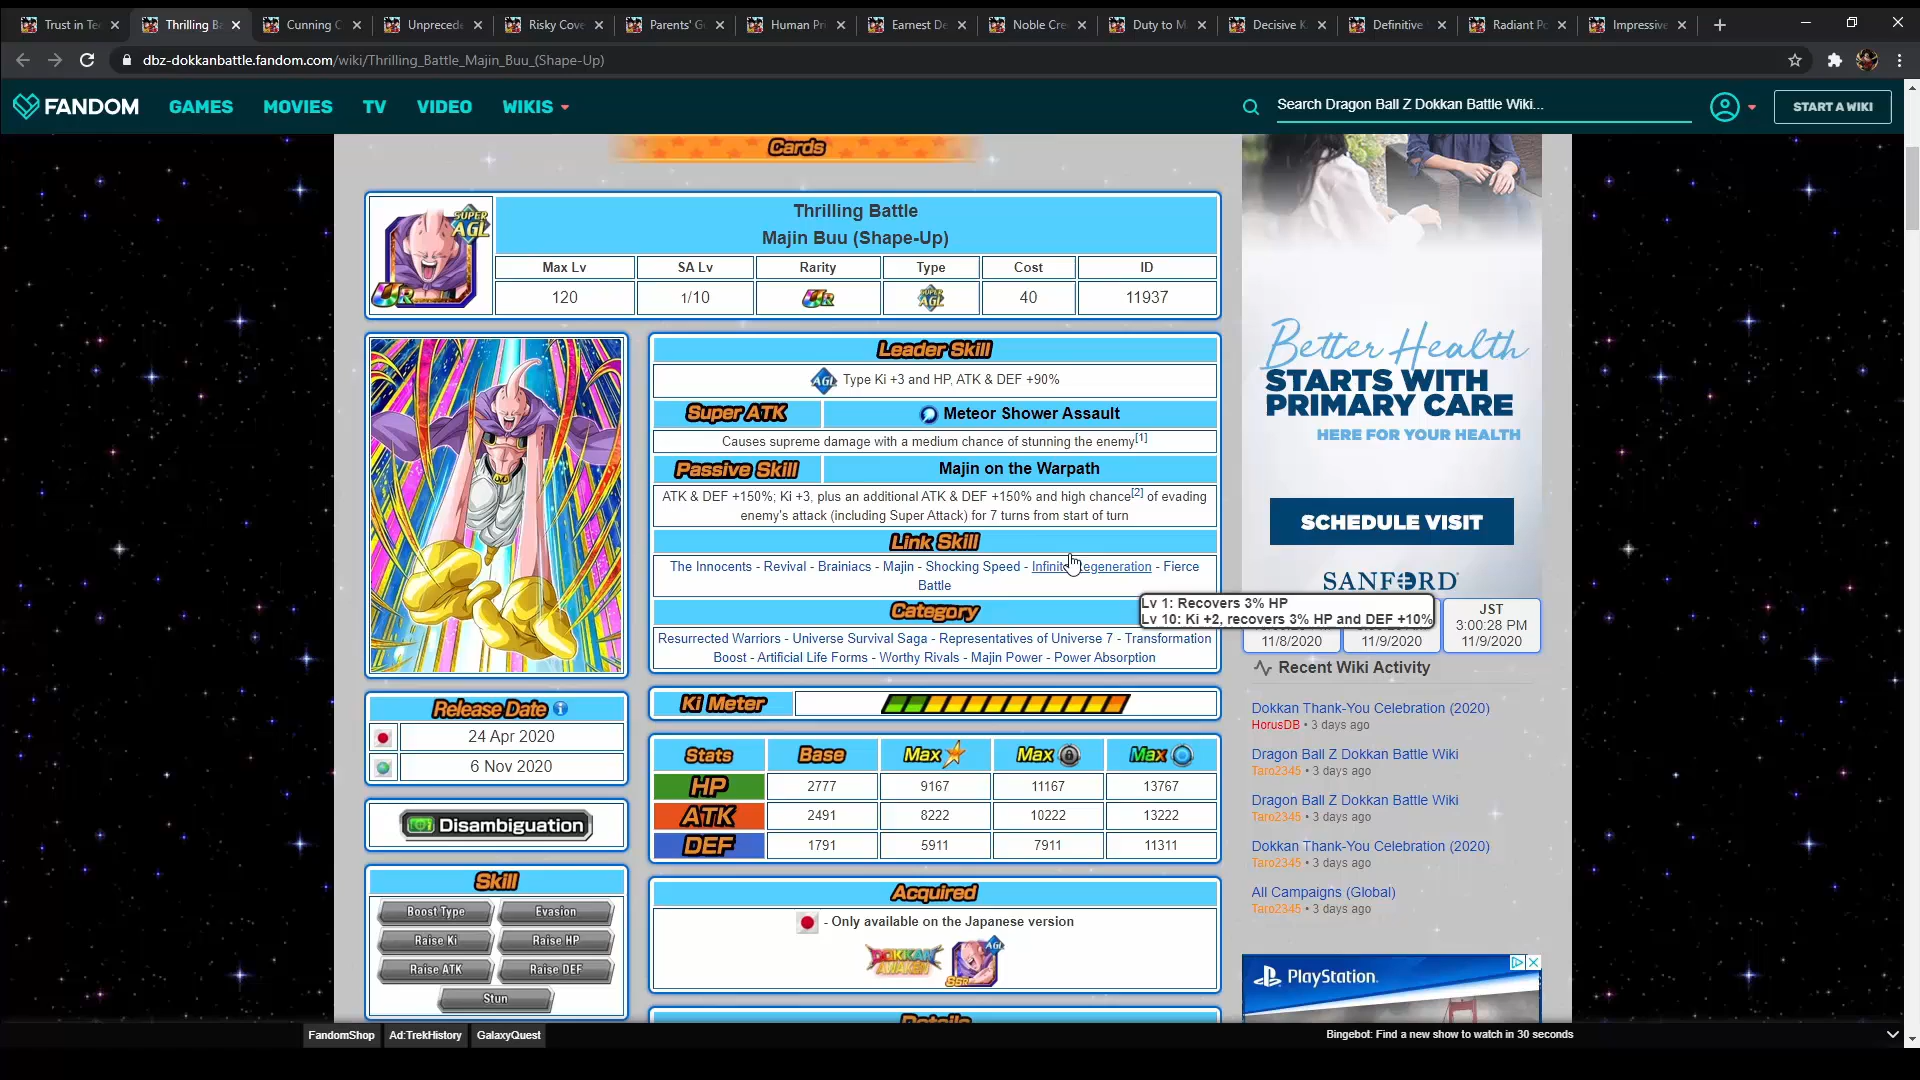 Trust in Te
Thrilling Ba
Cunning C
Unpreced
Risky Cove
Parents' G
Human Pr
Earnest De
Noble Cre
Duty to M
Decisive K
Definitive
Radiant Po
Impressive
dbz-dokkanbattle.fandom.com/wiki/Thrilling_Battle_Majin_Buu_(Shape-Up)
FANDOM GAMES MOVIES TV VIDEO WIKIS Search Dragon Ball Z Dokkan Battle Wiki... START A WIKI
Cards
Thrilling Battle
Majin Buu (Shape-Up)
SUPER AGL
UR
Max Lv SA Lv Rarity Type Cost ID
120 1/10 UR SUPER AGL 40 11937
Leader Skill
AGL Type Ki +3 and HP, ATK & DEF +90%
Super ATK Meteor Shower Assault
Causes supreme damage with a medium chance of stunning the enemy[1]
Passive Skill Majin on the Warpath
ATK & DEF +150%; Ki +3, plus an additional ATK & DEF +150% and high chance[2] of evading
enemy's attack (including Super Attack) for 7 turns from start of turn
Link Skill
The Innocents - Revival - Brainiacs - Majin - Shocking Speed - Infinite Regeneration - Fierce
Battle
Lv 1: Recovers 3% HP
Lv 10: Ki +2, recovers 3% HP and DEF +10%
Category
Resurrected Warriors - Universe Survival Saga - Representatives of Universe 7 - Transformation
Boost - Artificial Life Forms - Worthy Rivals - Majin Power - Power Absorption
Ki Meter
Release Date
24 Apr 2020
6 Nov 2020
Disambiguation
Skill
Boost Type Evasion
Raise Ki Raise HP
Raise ATK Raise DEF
Stun
Stats Base Max Max Max
HP 2777 9167 11167 13767
ATK 2491 8222 10222 13222
DEF 1791 5911 7911 11311
Acquired
- Only available on the Japanese version
DOKKAN AWAKEN
AGL
SSR
Details
Better Health
STARTS WITH
PRIMARY CARE
HERE FOR YOUR HEALTH
SCHEDULE VISIT
SANFORD
JST
3:00:28 PM
11/8/2020 11/9/2020 11/9/2020
Recent Wiki Activity
Dokkan Thank-You Celebration (2020)
HorusDB • 3 days ago
Dragon Ball Z Dokkan Battle Wiki
Taro2345 • 3 days ago
Dragon Ball Z Dokkan Battle Wiki
Taro2345 • 3 days ago
Dokkan Thank-You Celebration (2020)
Taro2345 • 3 days ago
All Campaigns (Global)
Taro2345 • 3 days ago
PlayStation.
FandomShop Ad:TrekHistory GalaxyQuest
Bingebot: Find a new show to watch in 30 seconds